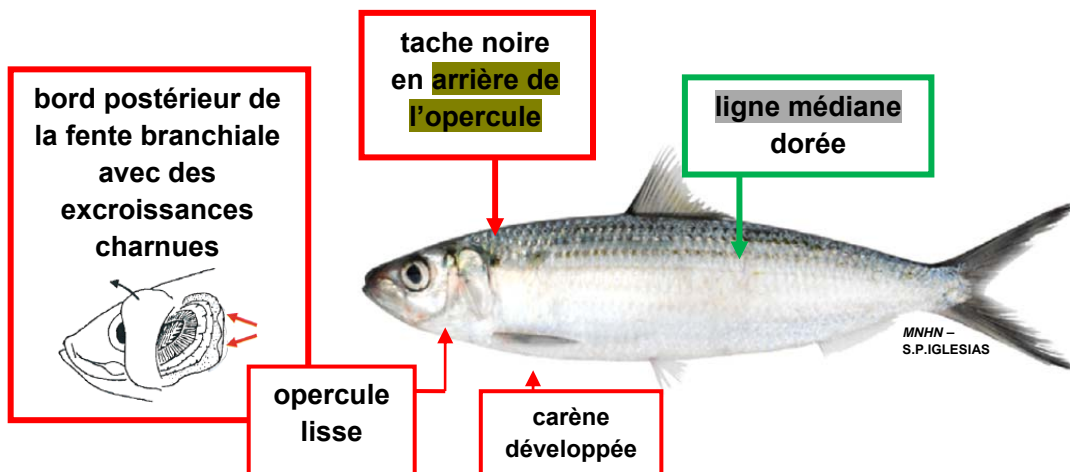 bord postérieur de
la fente branchiale
avec des
excroissances
charnues
tache noire
en arrière de
l’opercule
ligne médiane
dorée
opercule
lisse
carène
développée
MNHN –
S.P.IGLESIAS